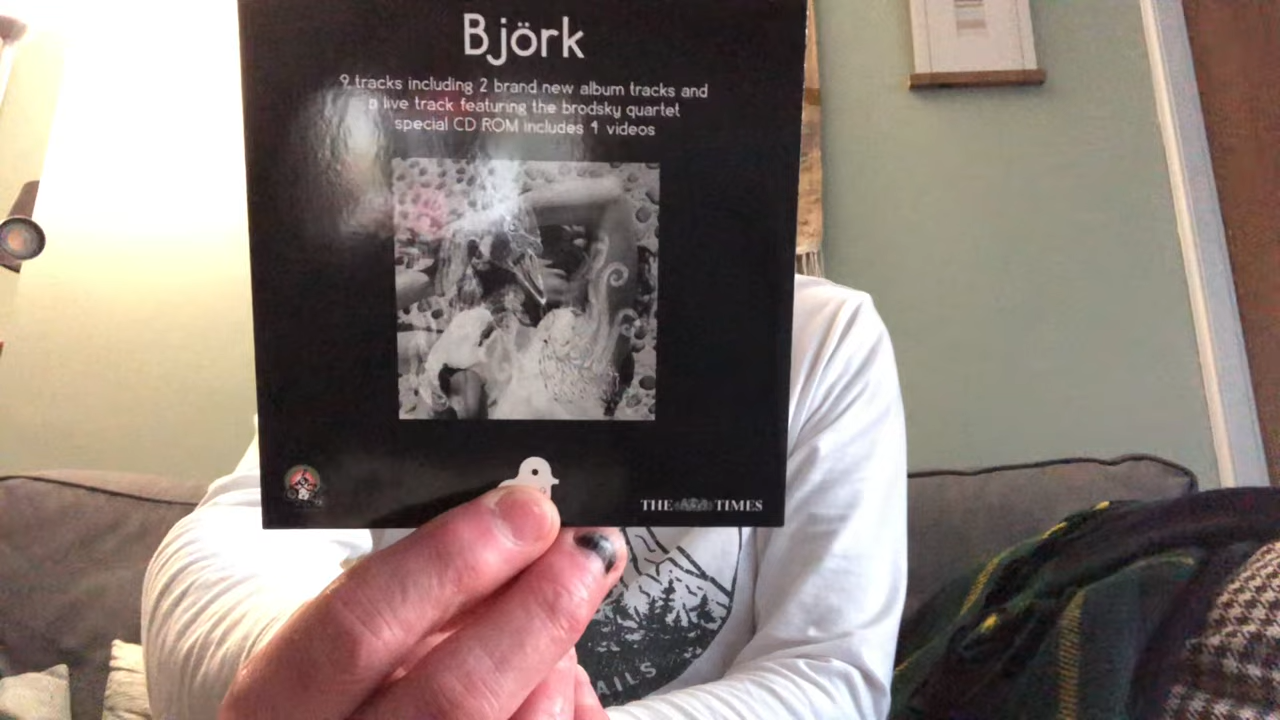 Björk
9 tracks including 2 brand new album tracks and
a live track featuring the brodsky quartet
special CD ROM includes 4 videos
THE TIMES
AILS